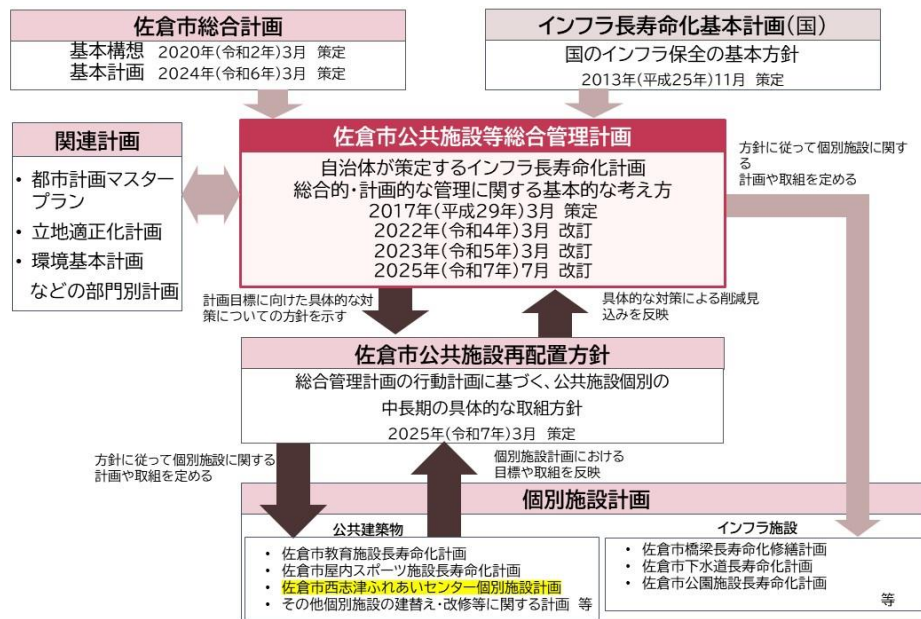 佐倉市総合計画
基本構想 2020年(令和2年)3月 策定
基本計画 2024年(令和6年)3月 策定
インフラ長寿命化基本計画(国)
国のインフラ保全の基本方針
2013年(平成25年)11月 策定
関連計画
・都市計画マスター
プラン
・立地適正化計画
・環境基本計画
などの部門別計画
佐倉市公共施設等総合管理計画
自治体が策定するインフラ長寿命化計画
総合的・計画的な管理に関する基本的な考え方
2017年(平成29年)3月 策定
2022年(令和4年)3月 改訂
2023年(令和5年)3月 改訂
2025年(令和7年)7月 改訂
方針に従って個別施設に関す
る
計画や取組を定める
計画目標に向けた具体的な対
策についての方針を示す
具体的な対策による削減見
込みを反映
佐倉市公共施設再配置方針
総合管理計画の行動計画に基づく、公共施設個別の
中長期の具体的な取組方針
2025年(令和7年)3月 策定
方針に従って個別施設に関する
計画や取組を定める
個別施設計画における
目標や取組を反映
個別施設計画
公共建築物
・佐倉市教育施設長寿命化計画
・佐倉市屋内スポーツ施設長寿命化計画
・佐倉市西志津ふれあいセンター個別施設計画
・その他個別施設の建替え・改修等に関する計画 等
インフラ施設
・佐倉市橋梁長寿命化修繕計画
・佐倉市下水道長寿命化計画
・佐倉市公園施設長寿命化計画
等